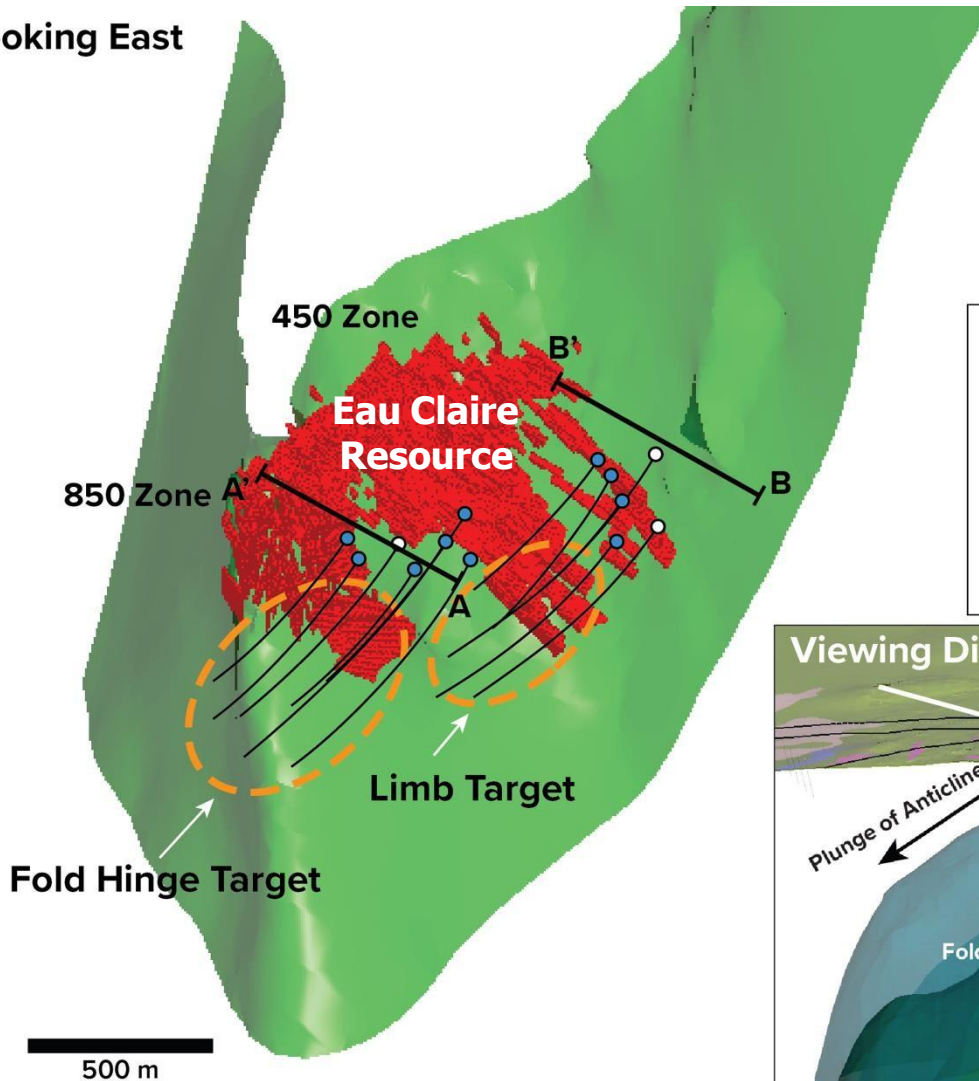 oking East
450 Zone
B'
Eau Claire
Resource
850 Zone
A'
B
A
Limb Target
Fold Hinge Target
500 m
Viewing Di
Plunge of Anticline
Fol